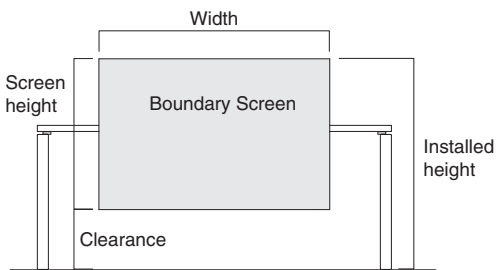 Width
Screen
height
Boundary Screen
Installed
height
Clearance